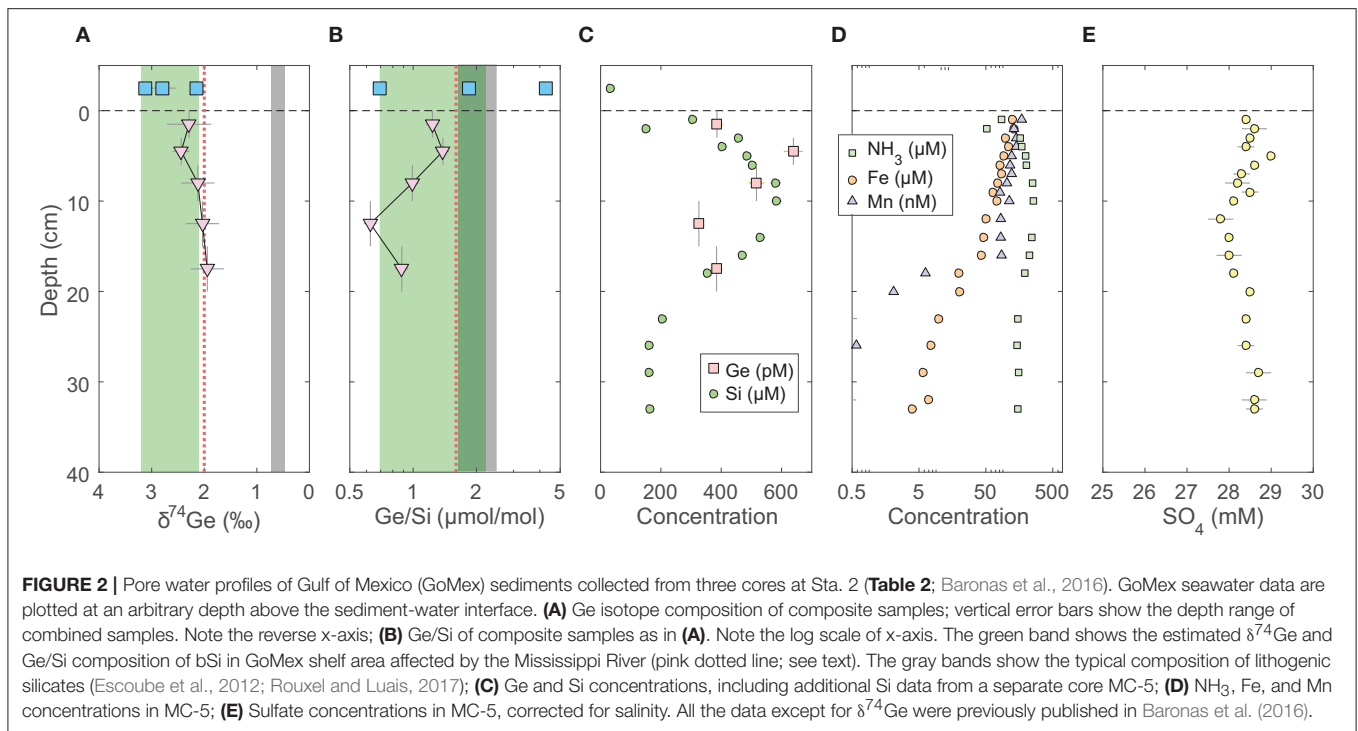 A
B
C
D
E
0
10
20
30
40
Depth (cm)
4
3
2
1
0
δ⁷⁴Ge (‰)
0.5
1
2
5
Ge/Si (μmol/mol)
Ge (pM)
Si (μM)
0
200
400
600
Concentration
NH₃ (μM)
Fe (μM)
Mn (nM)
0.5
5
50
500
Concentration
25
26
27
28
29
30
SO₄ (mM)
FIGURE 2 | Pore water profiles of Gulf of Mexico (GoMex) sediments collected from three cores at Sta. 2 (Table 2; Baronas et al., 2016). GoMex seawater data are
plotted at an arbitrary depth above the sediment-water interface. (A) Ge isotope composition of composite samples; vertical error bars show the depth range of
combined samples. Note the reverse x-axis; (B) Ge/Si of composite samples as in (A). Note the log scale of x-axis. The green band shows the estimated δ⁷⁴Ge and
Ge/Si composition of bSi in GoMex shelf area affected by the Mississippi River (pink dotted line; see text). The gray bands show the typical composition of lithogenic
silicates (Escoube et al., 2012; Rouxel and Luais, 2017); (C) Ge and Si concentrations, including additional Si data from a separate core MC-5; (D) NH₃, Fe, and Mn
concentrations in MC-5; (E) Sulfate concentrations in MC-5, corrected for salinity. All the data except for δ⁷⁴Ge were previously published in Baronas et al. (2016).